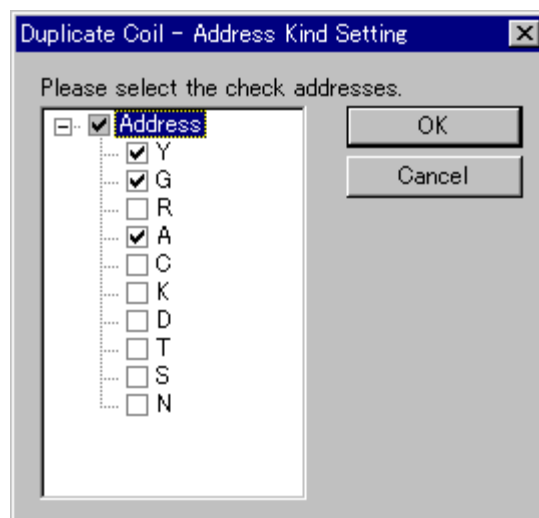 Duplicate Coil - Address Kind Setting
Please select the check addresses.
Address
Y
G
R
A
C
K
D
T
S
N
OK
Cancel